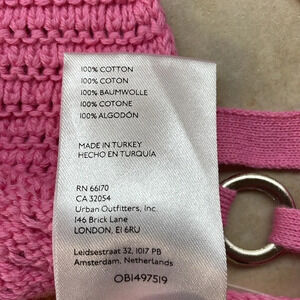 100% COTTON
100% COTON
100% BAUMWOLLE
100% COTONE
100% ALGODÓN
MADE IN TURKEY
HECHO EN TURQUÍA
RN 66170
CA 32054
Urban Outfitters, Inc
146 Brick Lane
LONDON, E1 6RU
Leidsestraat 32, 1017 PB
Amsterdam, Netherlands
OB1497519